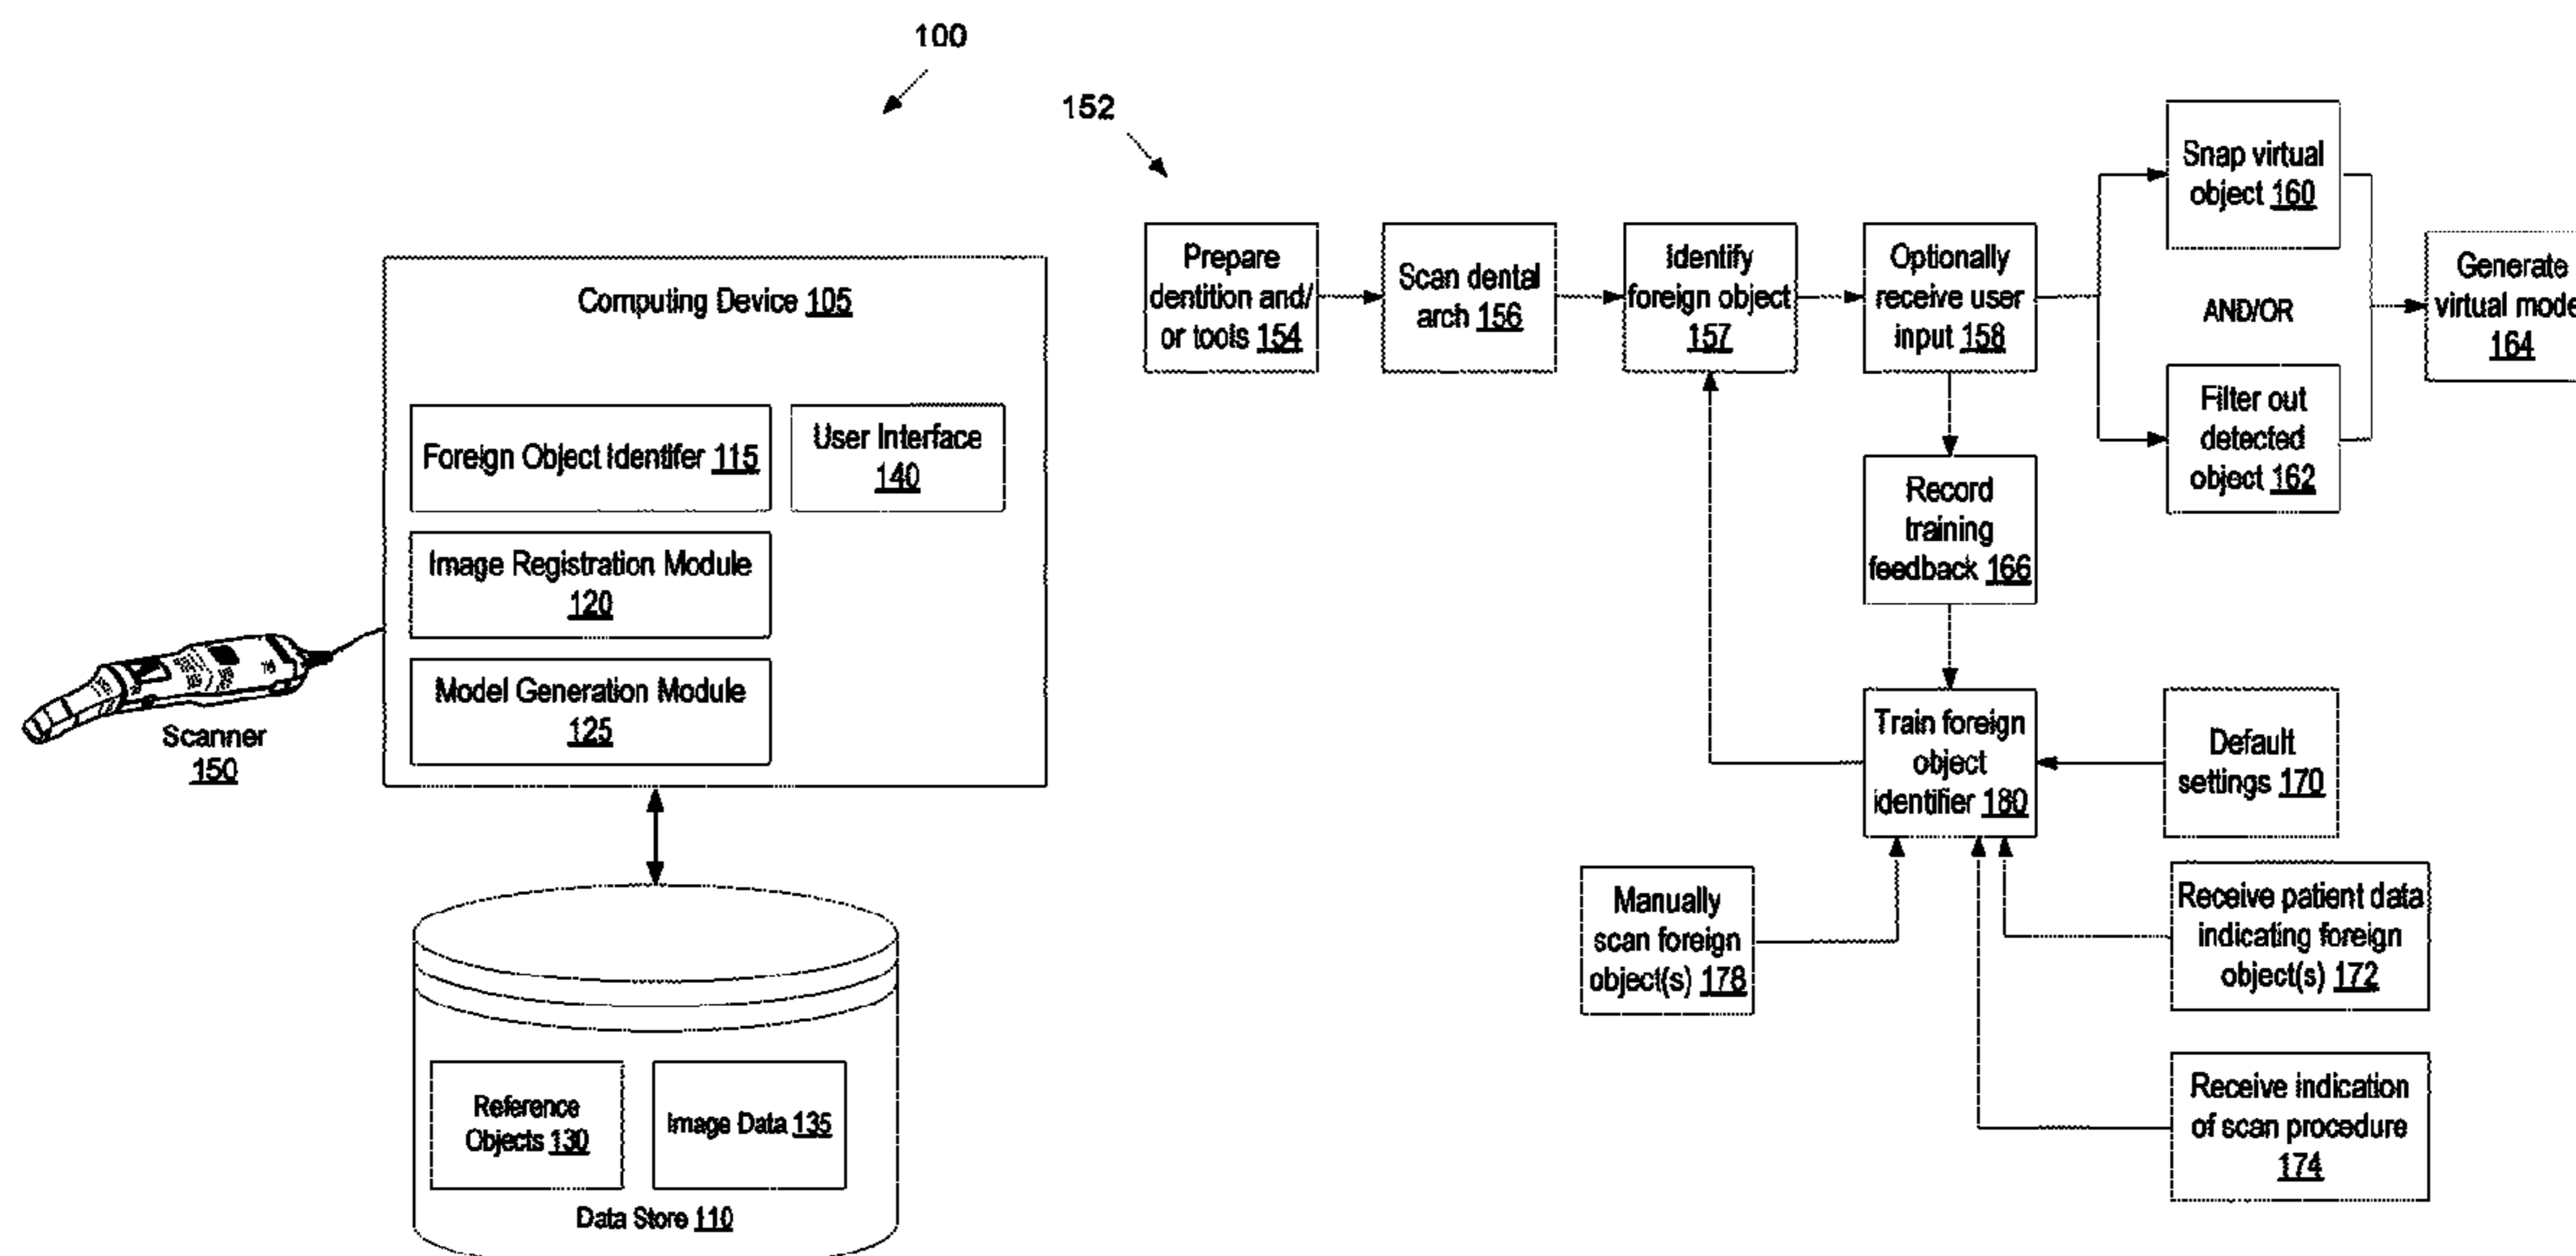 100
152
Computing Device 105
Foreign Object Identifer 115
User Interface
140
Image Registration Module
120
Model Generation Module
125
Scanner
150
Reference
Objects 130
Image Data 135
Data Store 110
Prepare
dentition and/
or tools 154
Scan dental
arch 156
Identify
foreign object
157
Optionally
receive user
input 158
Snap virtual
object 160
AND/OR
Filter out
detected
object 162
Generate
virtual mode
164
Record
training
feedback 166
Train foreign
object
identifier 180
Default
settings 170
Manually
scan foreign
object(s) 178
Receive patient data
indicating foreign
object(s) 172
Receive indication
of scan procedure
174